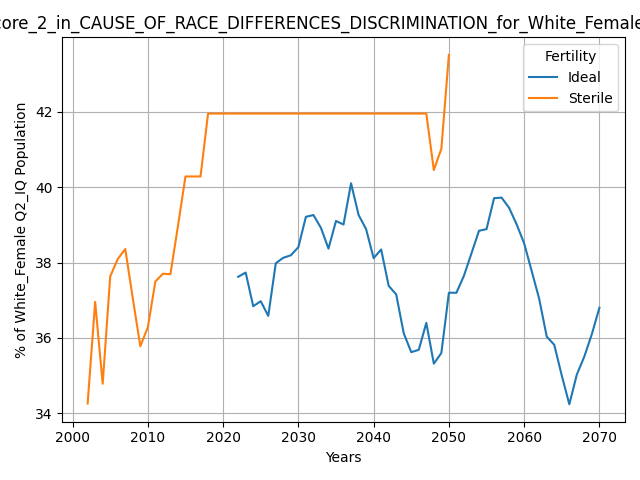 core_2_in_CAUSE_OF_RACE_DIFFERENCES_DISCRIMINATION_for_White_Female
Fertility
Ideal
Sterile
% of White_Female Q2_IQ Population
42
40
38
36
34
2000 2010 2020 2030 2040 2050 2060 2070
Years